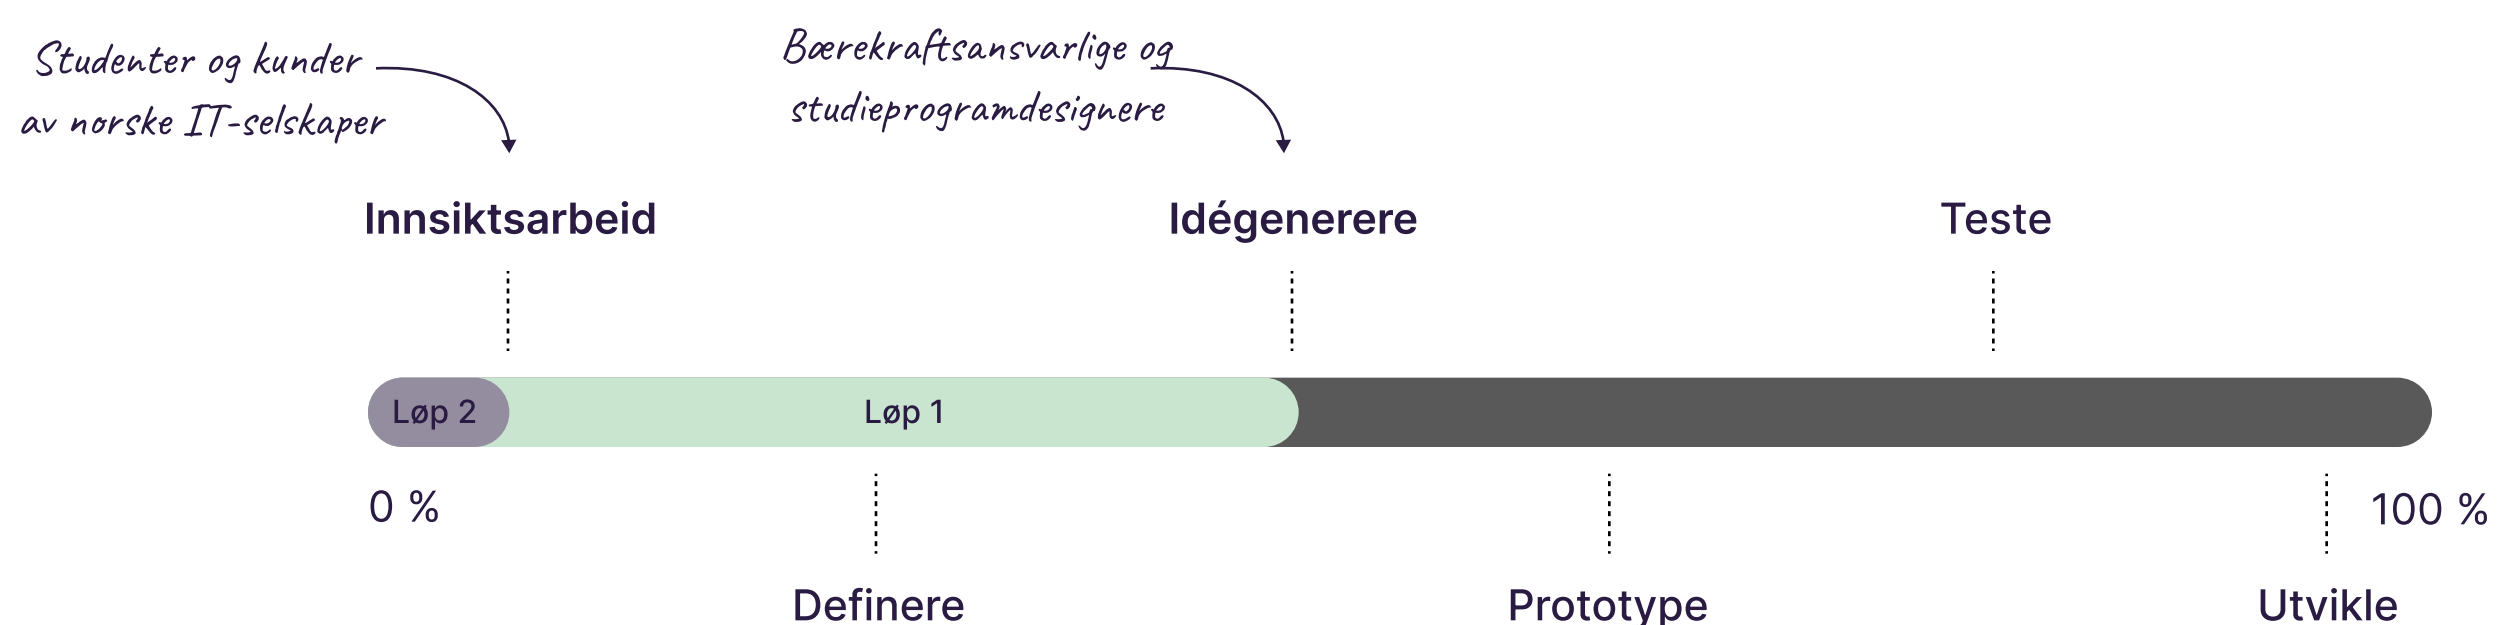 Studenter og kunder
av norske IT-selskaper
Bærekraftsansvarlige og
studieprogramdesignere
Innsiktsarbeid
Idégenerere
Teste
Løp 2
Løp 1
0 %
100 %
Definere
Prototype
Utvikle